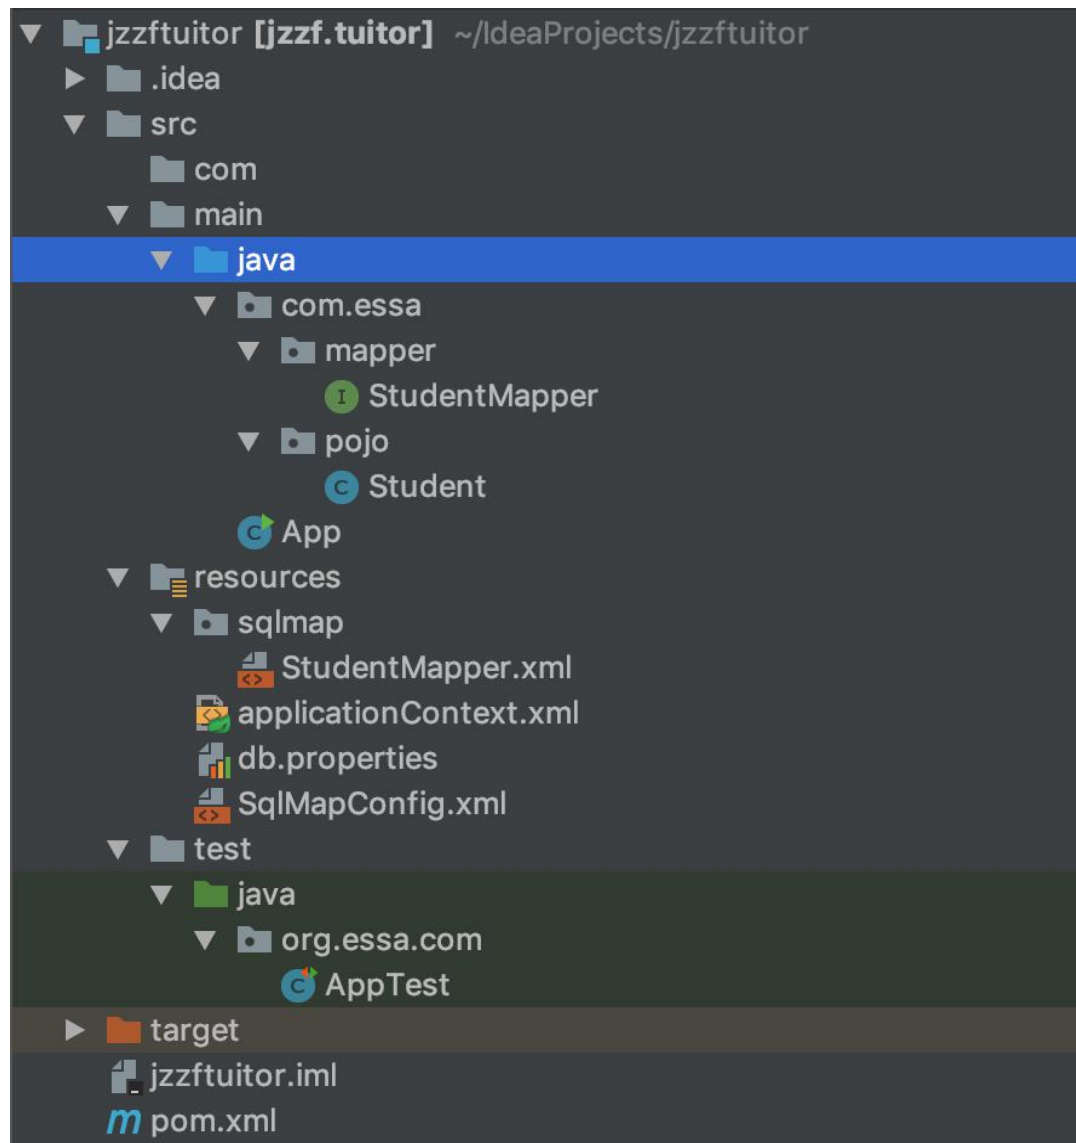 jzzftuitor [jzzf.tuitor] ~/IdeaProjects/jzzftuitor
.idea
src
com
main
java
com.essa
mapper
StudentMapper
pojo
Student
App
resources
sqlmap
StudentMapper.xml
applicationContext.xml
db.properties
SqlMapConfig.xml
test
java
org.essa.com
AppTest
target
jzzftuitor.iml
pom.xml